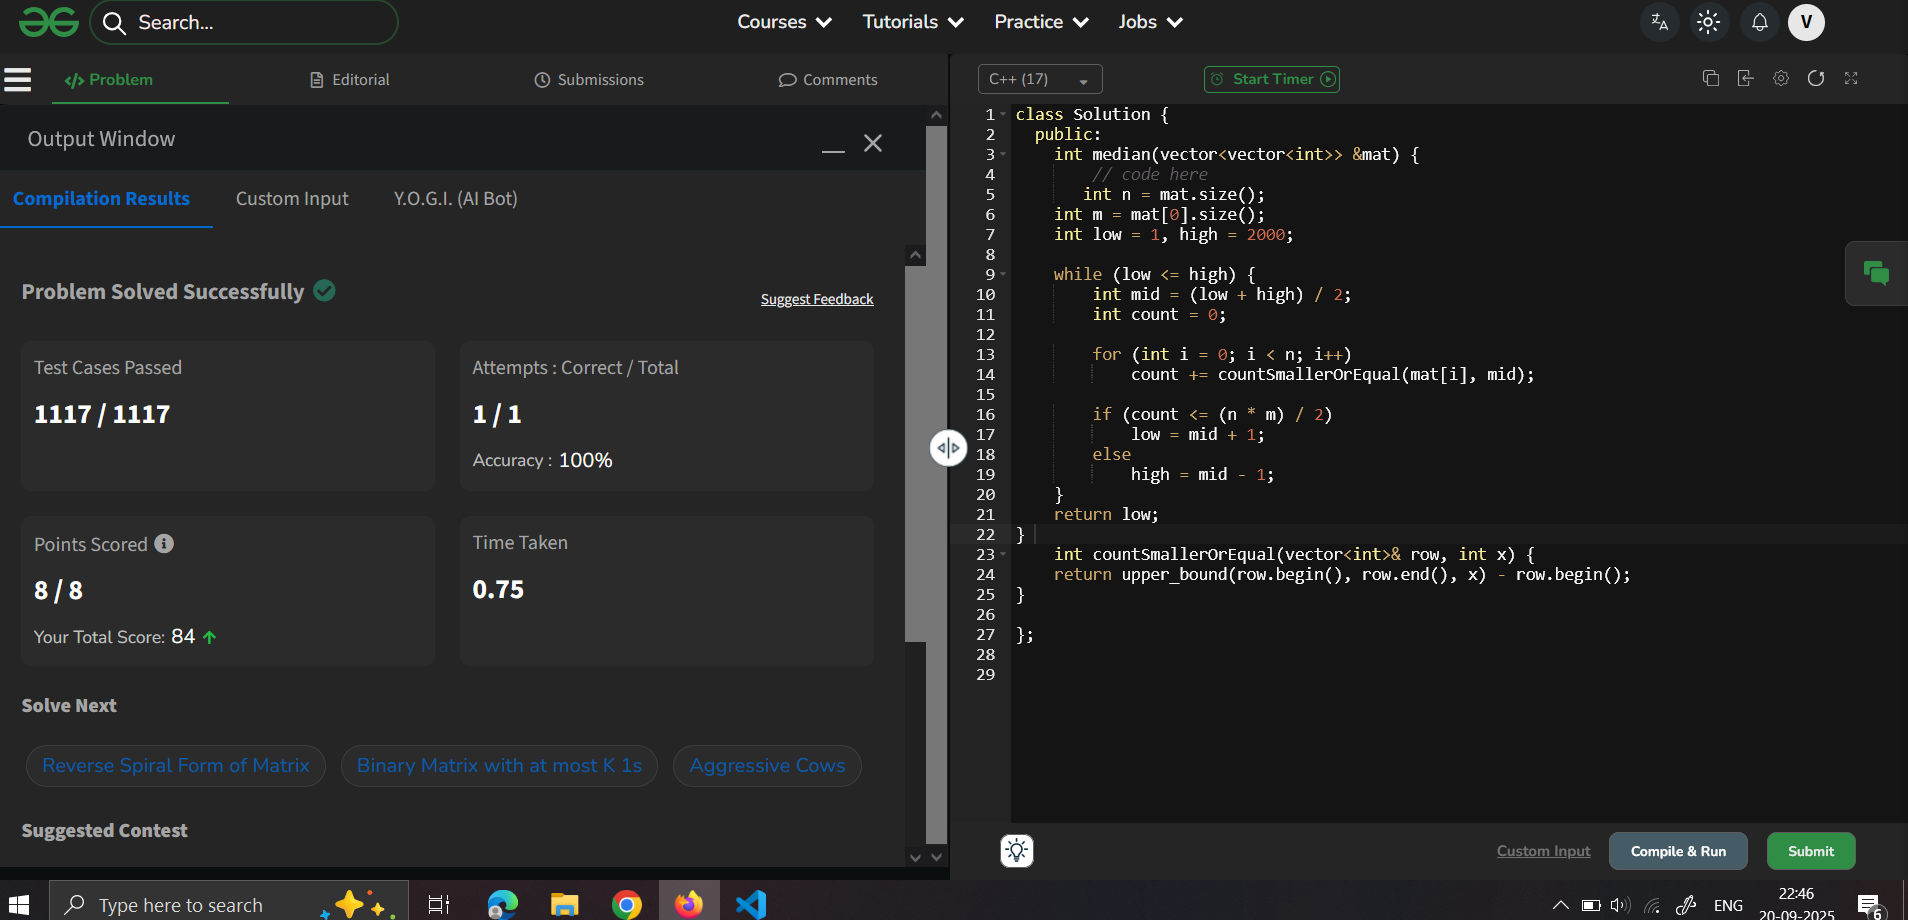 Search...
Courses
Tutorials
Practice
Jobs
V
Problem
Editorial
Submissions
Comments
Output Window
Compilation Results
Custom Input
Y.O.G.I. (AI Bot)
Problem Solved Successfully
Suggest Feedback
Test Cases Passed
1117 / 1117
Attempts : Correct / Total
1 / 1
Accuracy : 100%
Points Scored
8 / 8
Your Total Score: 84
Time Taken
0.75
Solve Next
Reverse Spiral Form of Matrix
Binary Matrix with at most K 1s
Aggressive Cows
Suggested Contest
C++ (17)
Start Timer
1 class Solution {
2 public:
3 int median(vector<vector<int>> &mat) {
4 // code here
5 int n = mat.size();
6 int m = mat[0].size();
7 int low = 1, high = 2000;
8
9 while (low <= high) {
10 int mid = (low + high) / 2;
11 int count = 0;
12
13 for (int i = 0; i < n; i++)
14 count += countSmallerOrEqual(mat[i], mid);
15
16 if (count <= (n * m) / 2)
17 low = mid + 1;
18 else
19 high = mid - 1;
20 }
21 return low;
22 }
23 int countSmallerOrEqual(vector<int>& row, int x) {
24 return upper_bound(row.begin(), row.end(), x) - row.begin();
25 }
26
27 };
28
29
Custom Input
Compile & Run
Submit
Type here to search
ENG
22:46
20-09-2025
6